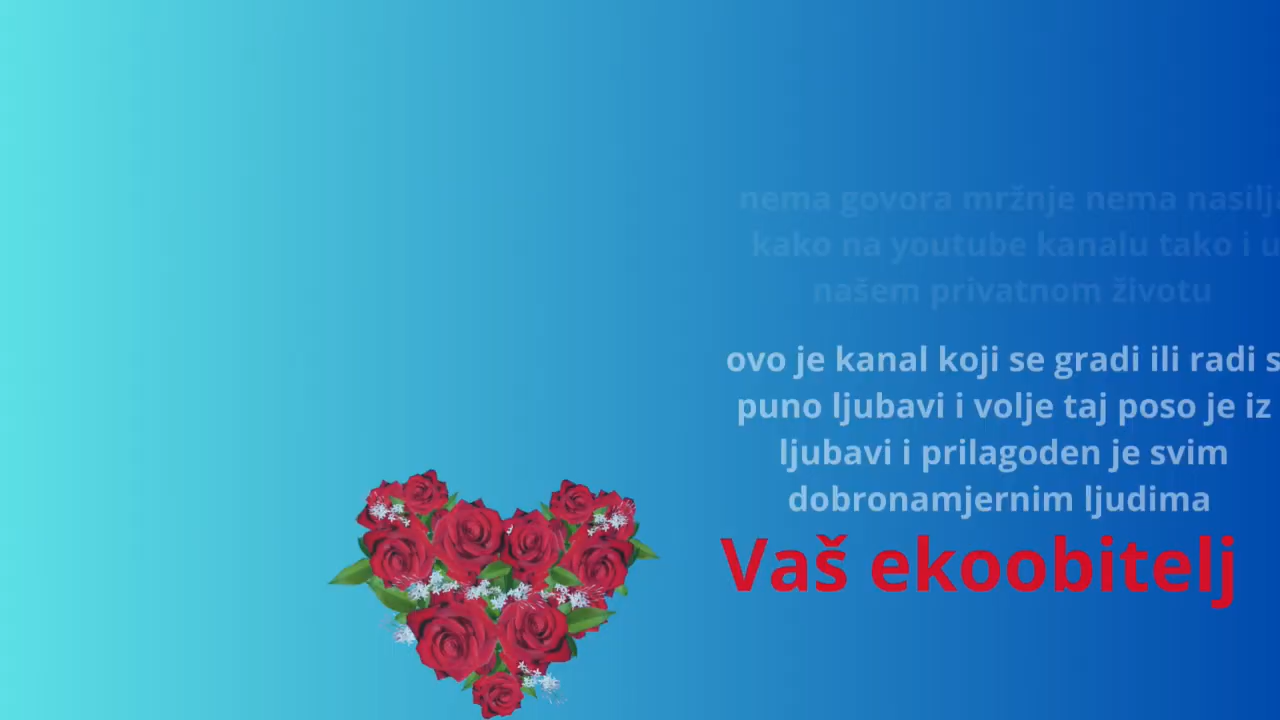 nema govora mržnje nema nasilja
kako na youtube kanalu tako i u
našem privatnom životu
ovo je kanal koji se gradi ili radi s
puno ljubavi i volje taj poso je iz
ljubavi i prilagoden je svim
dobronamjernim ljudima
Vaš ekoobitelj